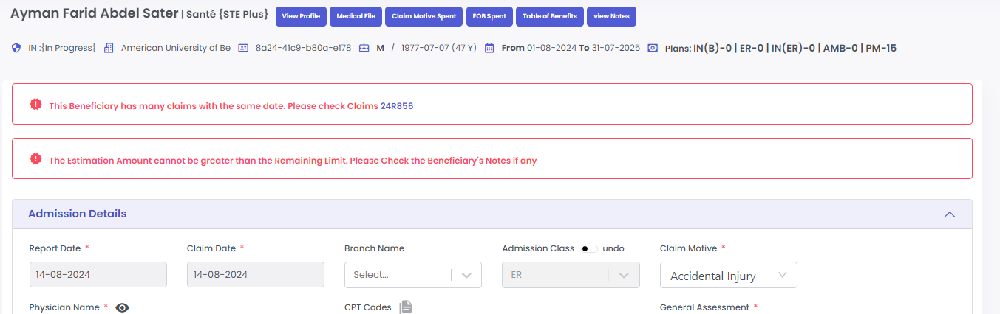 Ayman Farid Abdel Sater | Santé {STE Plus} View Profile Medical File Claim Motive Spent FOB Spent Table of Benefits view Notes
IN :{In Progress} American University of Be 8a24-41c9-b80a-e178 M / 1977-07-07 (47 Y) From 01-08-2024 To 31-07-2025 Plans: IN(B)-0 | ER-0 | IN(ER)-0 | AMB-0 | PM-15
This Beneficiary has many claims with the same date. Please check Claims 24R856
The Estimation Amount cannot be greater than the Remaining Limit. Please Check the Beneficiary's Notes if any
Admission Details
Report Date * Claim Date * Branch Name Admission Class undo Claim Motive *
14-08-2024 14-08-2024 Select... ER Accidental Injury
Physician Name * CPT Codes General Assessment *